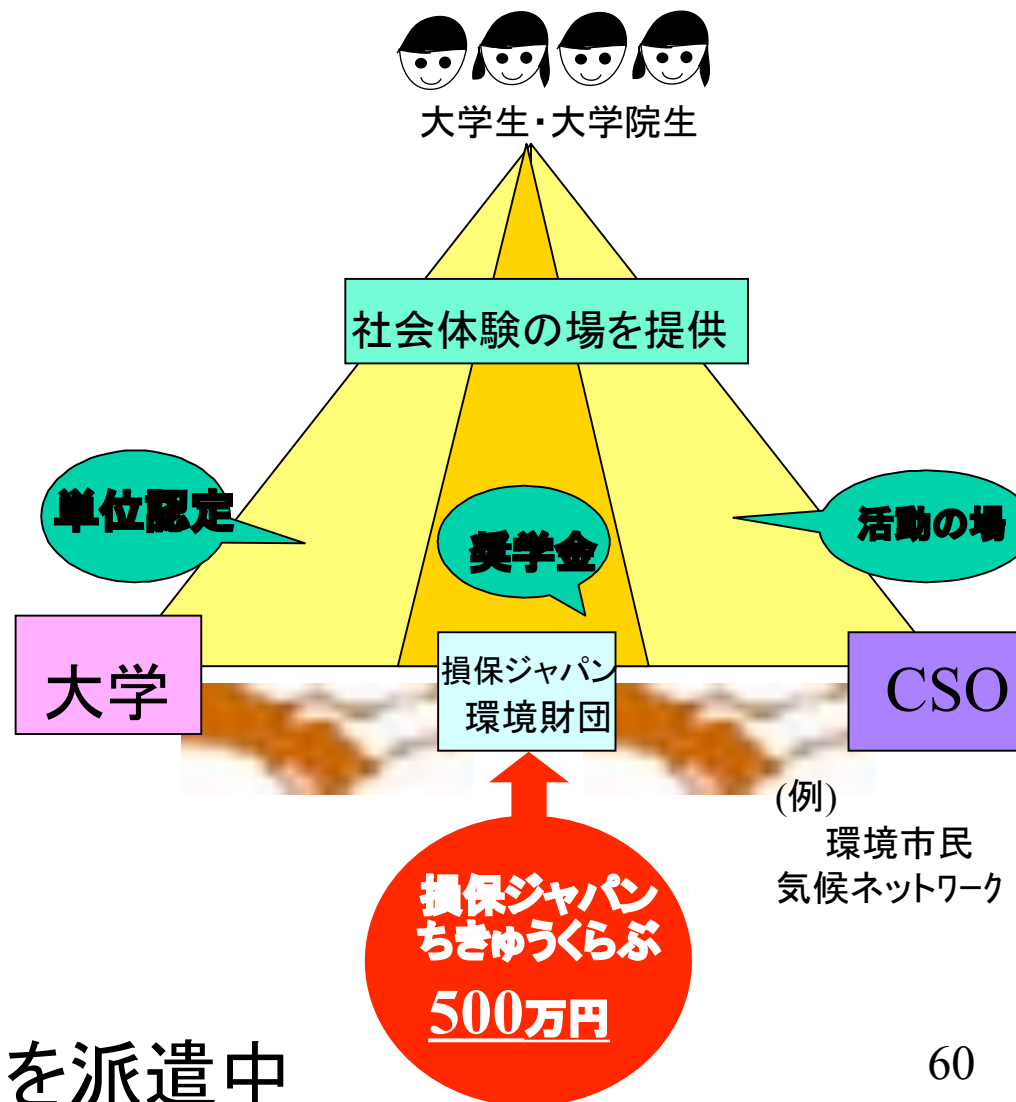 大学生・大学院生
社会体験の場を提供
単位認定
奨学金
活動の場
大学
損保ジャパン
環境財団
CSO
(例)
環境市民
気候ネットワーク
損保ジャパン
ちきゅうくらぶ
500万円
を派遣中
60